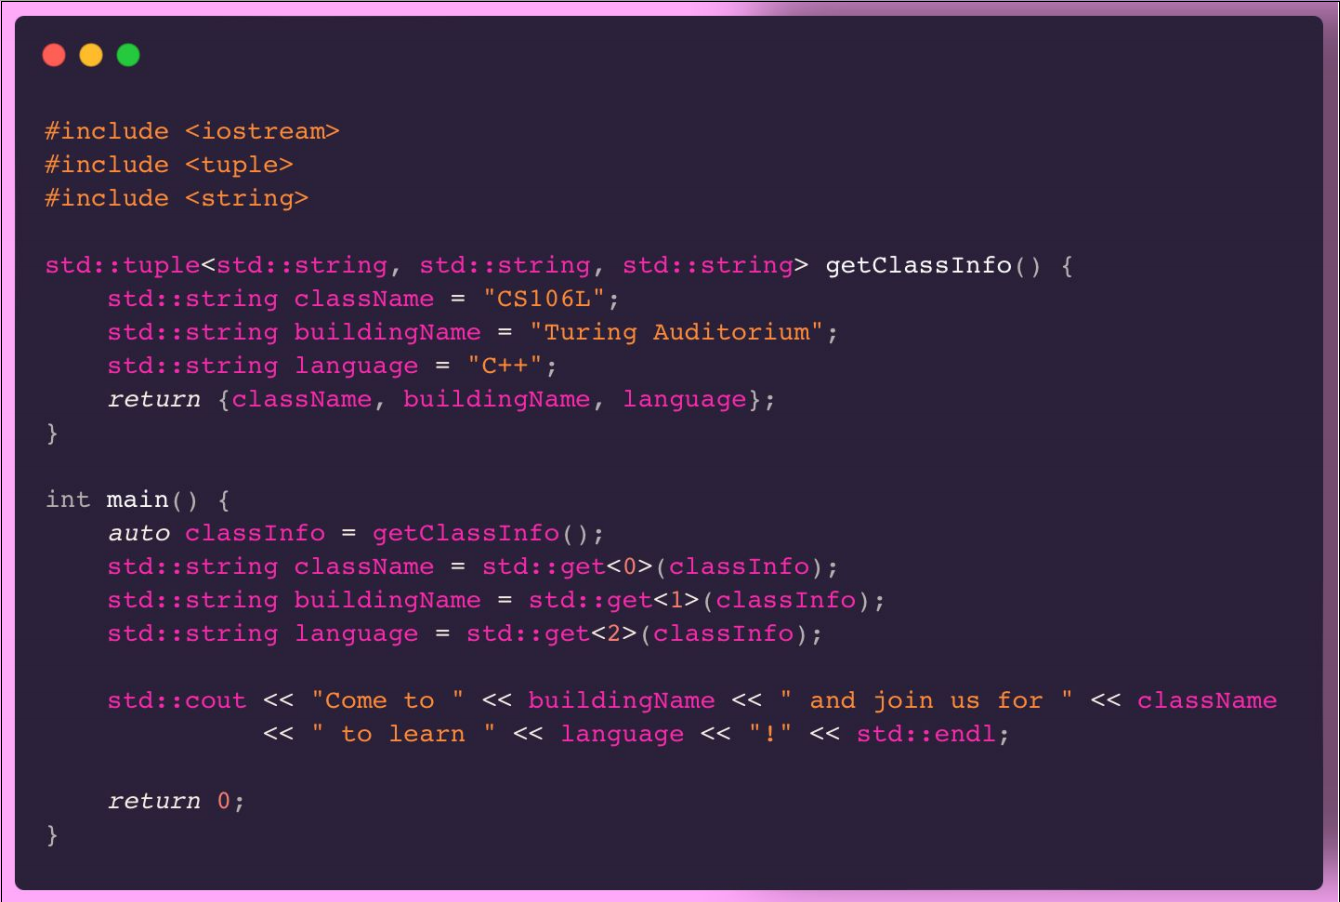 #include <iostream>
#include <tuple>
#include <string>
std::tuple<std::string, std::string, std::string> getClassInfo() {
    std::string className = "CS106L";
    std::string buildingName = "Turing Auditorium";
    std::string language = "C++";
    return {className, buildingName, language};
}
int main() {
    auto classInfo = getClassInfo();
    std::string className = std::get<0>(classInfo);
    std::string buildingName = std::get<1>(classInfo);
    std::string language = std::get<2>(classInfo);
    std::cout << "Come to " << buildingName << " and join us for " << className
              << " to learn " << language << "!" << std::endl;
    return 0;
}